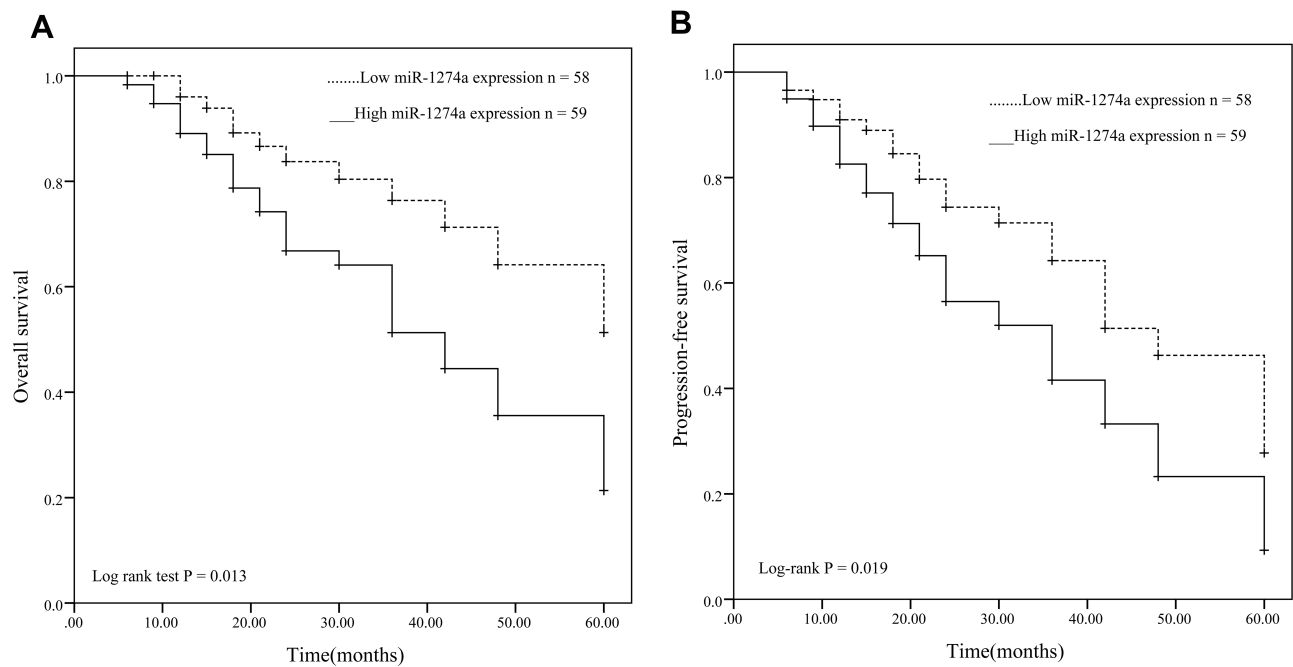 A
1.0
........Low miR-1274a expression n = 58
___High miR-1274a expression n = 59
0.8
0.6
0.4
0.2
0.0
Overall survival
Log rank test P = 0.013
.00 10.00 20.00 30.00 40.00 50.00 60.00
Time(months)
B
1.0
........Low miR-1274a expression n = 58
___High miR-1274a expression n = 59
0.8
0.6
0.4
0.2
0.0
Progression-free survival
Log-rank P = 0.019
.00 10.00 20.00 30.00 40.00 50.00 60.00
Time(months)